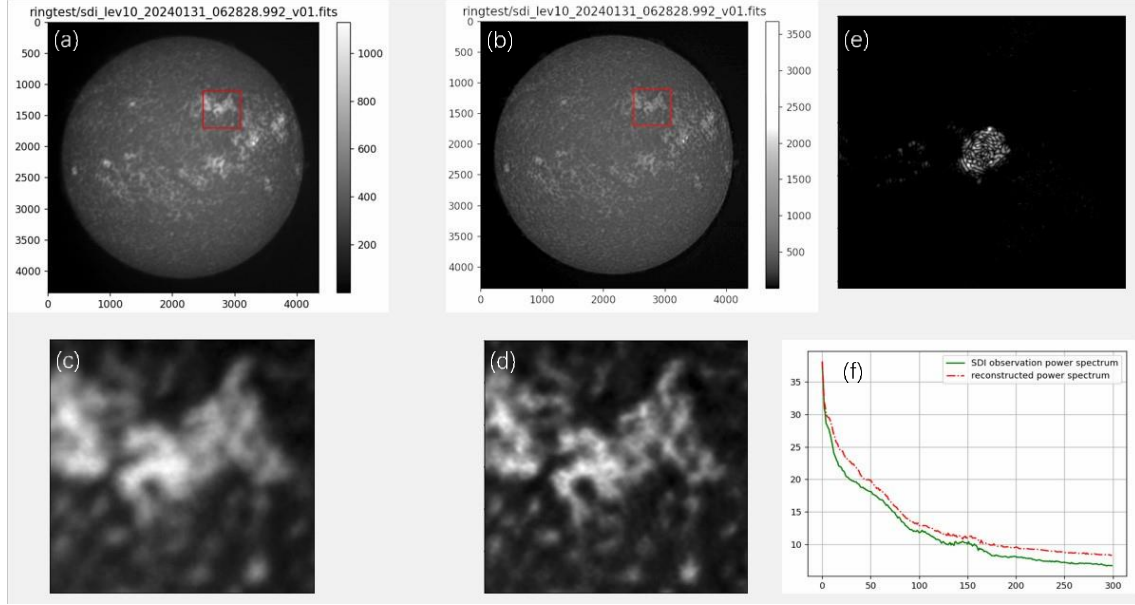 ringtest/sdi_lev10_20240131_062828.992_v01.fits
(a)
0
500
1000
1500
2000
2500
3000
3500
4000
0 1000 2000 3000 4000
1000
800
600
400
200
ringtest/sdi_lev10_20240131_062828.992_v01.fits
(b)
0
500
1000
1500
2000
2500
3000
3500
4000
0 1000 2000 3000 4000
3500
3000
2500
2000
1500
1000
500
(e)
(c)
(d)
(f)
SDI observation power spectrum
reconstructed power spectrum
35
30
25
20
15
10
0 50 100 150 200 250 300